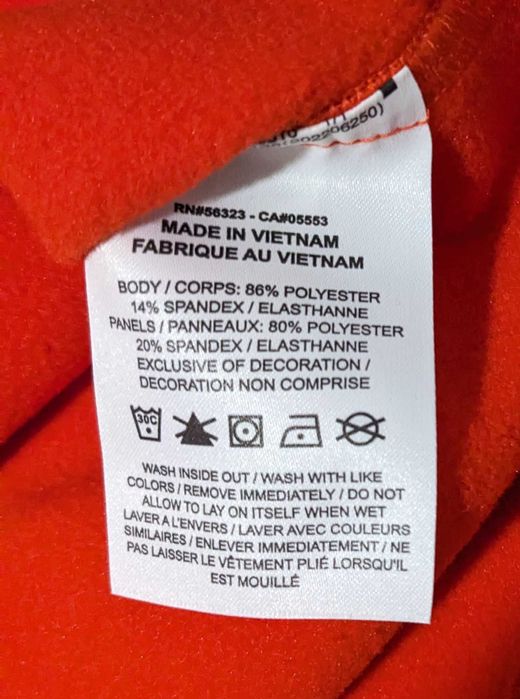 RN#56323 - CA#05553
MADE IN VIETNAM
FABRIQUE AU VIETNAM
BODY / CORPS: 86% POLYESTER
14% SPANDEX / ELASTHANNE
PANELS / PANNEAUX: 80% POLYESTER
20% SPANDEX / ELASTHANNE
EXCLUSIVE OF DECORATION /
DECORATION NON COMPRISE
30C
WASH INSIDE OUT / WASH WITH LIKE
COLORS / REMOVE IMMEDIATELY / DO NOT
ALLOW TO LAY ON ITSELF WHEN WET
LAVER A L'ENVERS / LAVER AVEC COULEURS
SIMILAIRES / ENLEVER IMMEDIATEMENT / NE
PAS LAISSER LE VÊTEMENT PLIÉ LORSQU'IL
EST MOUILLÉ